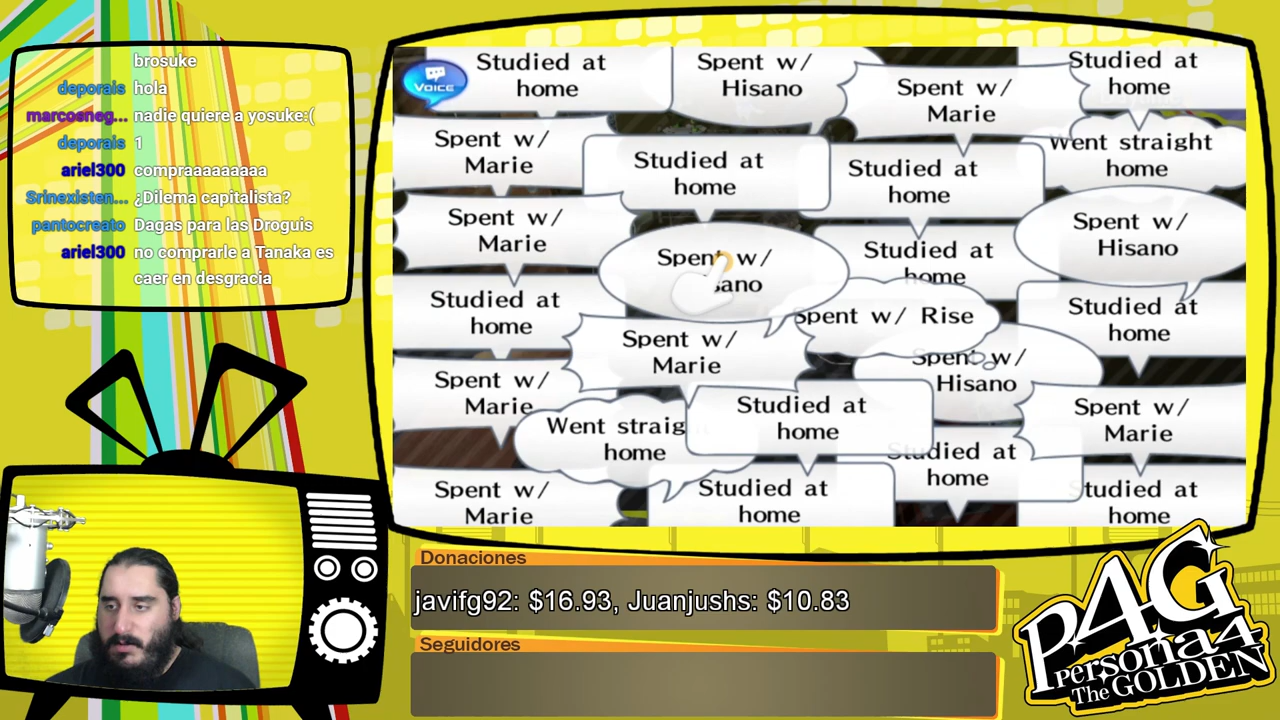 brosuke
deporais hola
marcosneg... nadie quiere a yosuke:(
deporais 1
ariel300 compraaaaaaaaa
Srinexisten... ¿Dilema capitalista?
pantocreato Dagas para las Droguis
ariel300 no comprarle a Tanaka es
caer en desgracia
VOICE
Studied at
home
Spent w/
Hisano
Spent w/
Marie
Studied at
home
Spent w/
Marie
Studied at
home
Studied at
home
Went straight
home
Spent w/
Marie
Spent w/
Studied at
home
Spent w/
Hisano
Studied at
home
Spent w/
Marie
Spent w/ Rise
Spent w/
Hisano
Studied at
home
Spent w/
Marie
Went straig
home
Studied at
home
Studied at
home
Spent w/
Marie
Spent w/
Marie
Studied at
home
Studied at
home
Donaciones
javifg92: $16.93, Juanjushs: $10.83
Seguidores
P4G
Persona 4
The GOLDEN